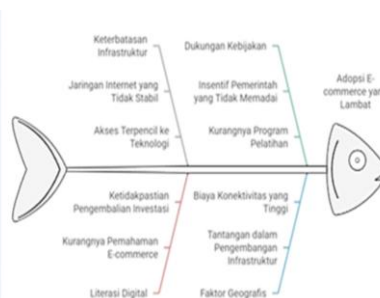 Keterbatasan
Infrastruktur
Jaringan Internet yang
Tidak Stabil
Akses Terpencil ke
Teknologi
Dukungan Kebijakan
Insentif Pemerintah
yang Tidak Memadai
Kurangnya Program
Pelatihan
Adopsi E-
commerce yan
Lambat
Ketidakpastian
Pengembalian Investasi
Kurangnya Pemahaman
E-commerce
Literasi Digital
Biaya Konektivitas yang
Tinggi
Tantangan dalam
Pengembangan
Infrastruktur
Faktor Geografis